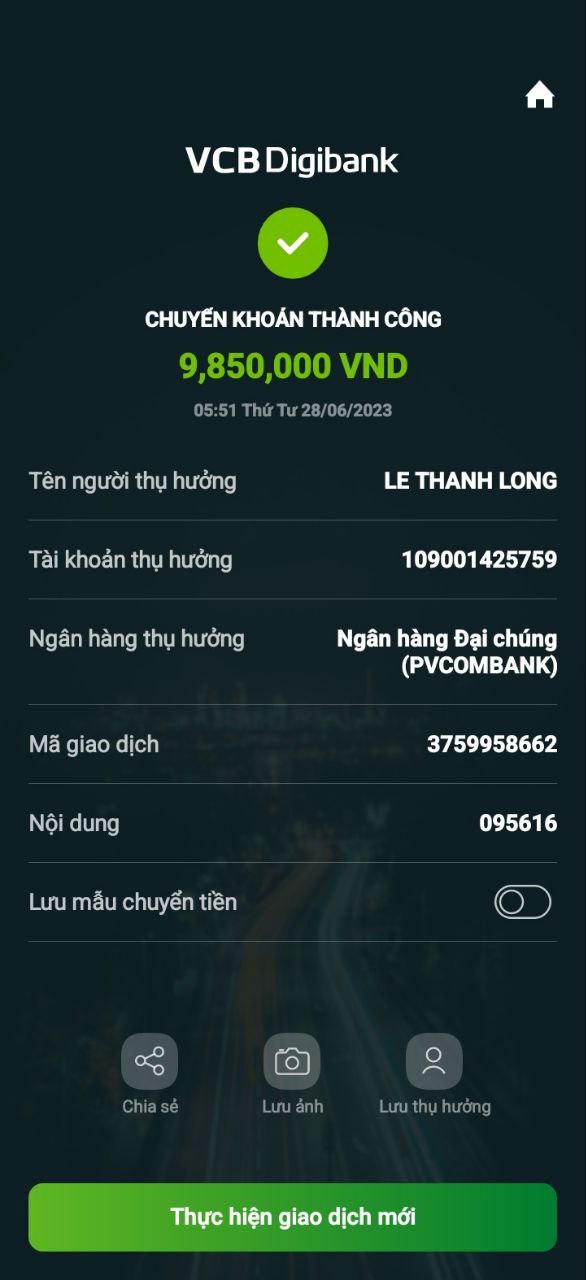 VCB Digibank
CHUYỂN KHOẢN THÀNH CÔNG
9,850,000 VND
05:51 Thứ Tư 28/06/2023
Tên người thụ hưởng
LE THANH LONG
Tài khoản thụ hưởng
109001425759
Ngân hàng thụ hưởng
Ngân hàng Đại chúng
(PVCOMBANK)
Mã giao dịch
3759958662
Nội dung
095616
Lưu mẫu chuyển tiền
Chia sẻ
Lưu ảnh
Lưu thụ hưởng
Thực hiện giao dịch mới